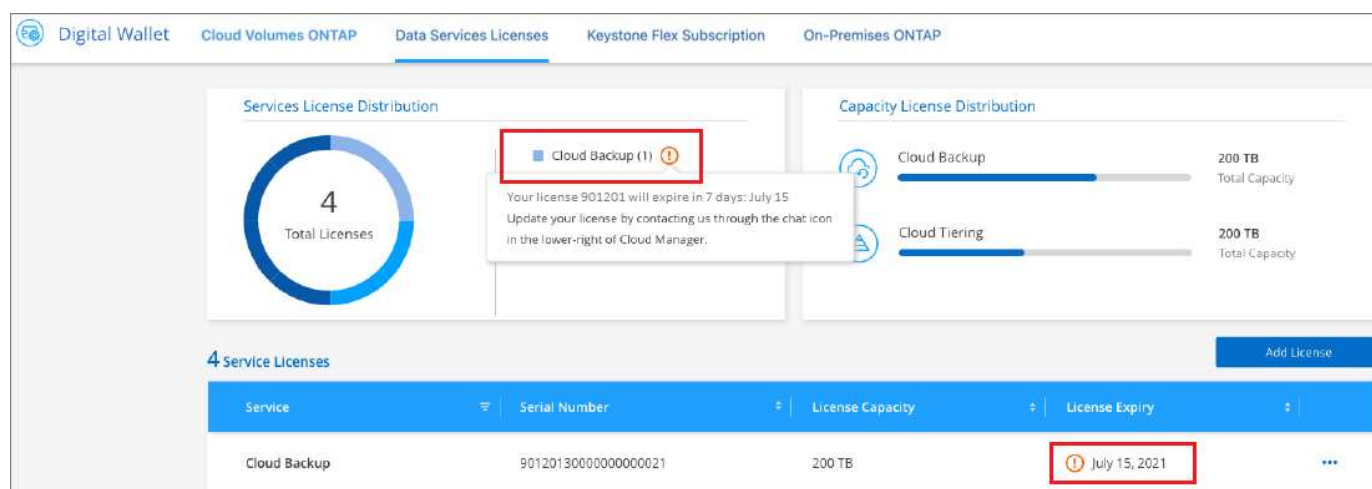 Digital Wallet
Cloud Volumes ONTAP
Data Services Licenses
Keystone Flex Subscription
On-Premises ONTAP
Services License Distribution
4
Total Licenses
Cloud Backup (1)
Your license 901201 will expire in 7 days: July 15
Update your license by contacting us through the chat icon
in the lower-right of Cloud Manager.
Capacity License Distribution
Cloud Backup
200 TB
Total Capacity
Cloud Tiering
200 TB
Total Capacity
4 Service Licenses
Add License
Service
Serial Number
License Capacity
License Expiry
Cloud Backup
90120130000000000021
200 TB
July 15, 2021